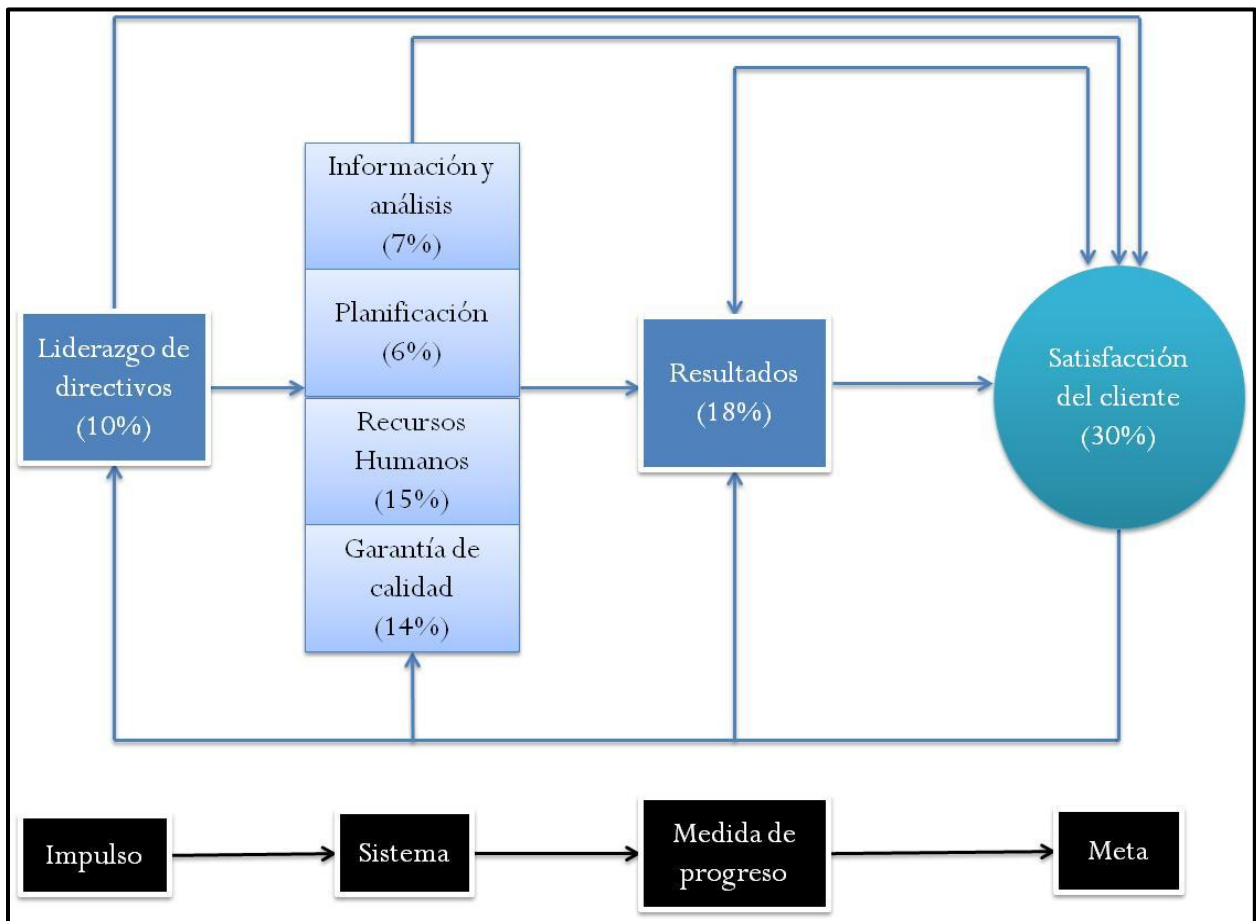 Información y
análisis
(7%)
Planificación
(6%)
Recursos
Humanos
(15%)
Garantía de
calidad
(14%)
Liderazgo de
directivos
(10%)
Resultados
(18%)
Satisfacción
del cliente
(30%)
Impulso
Sistema
Medida de
progreso
Meta